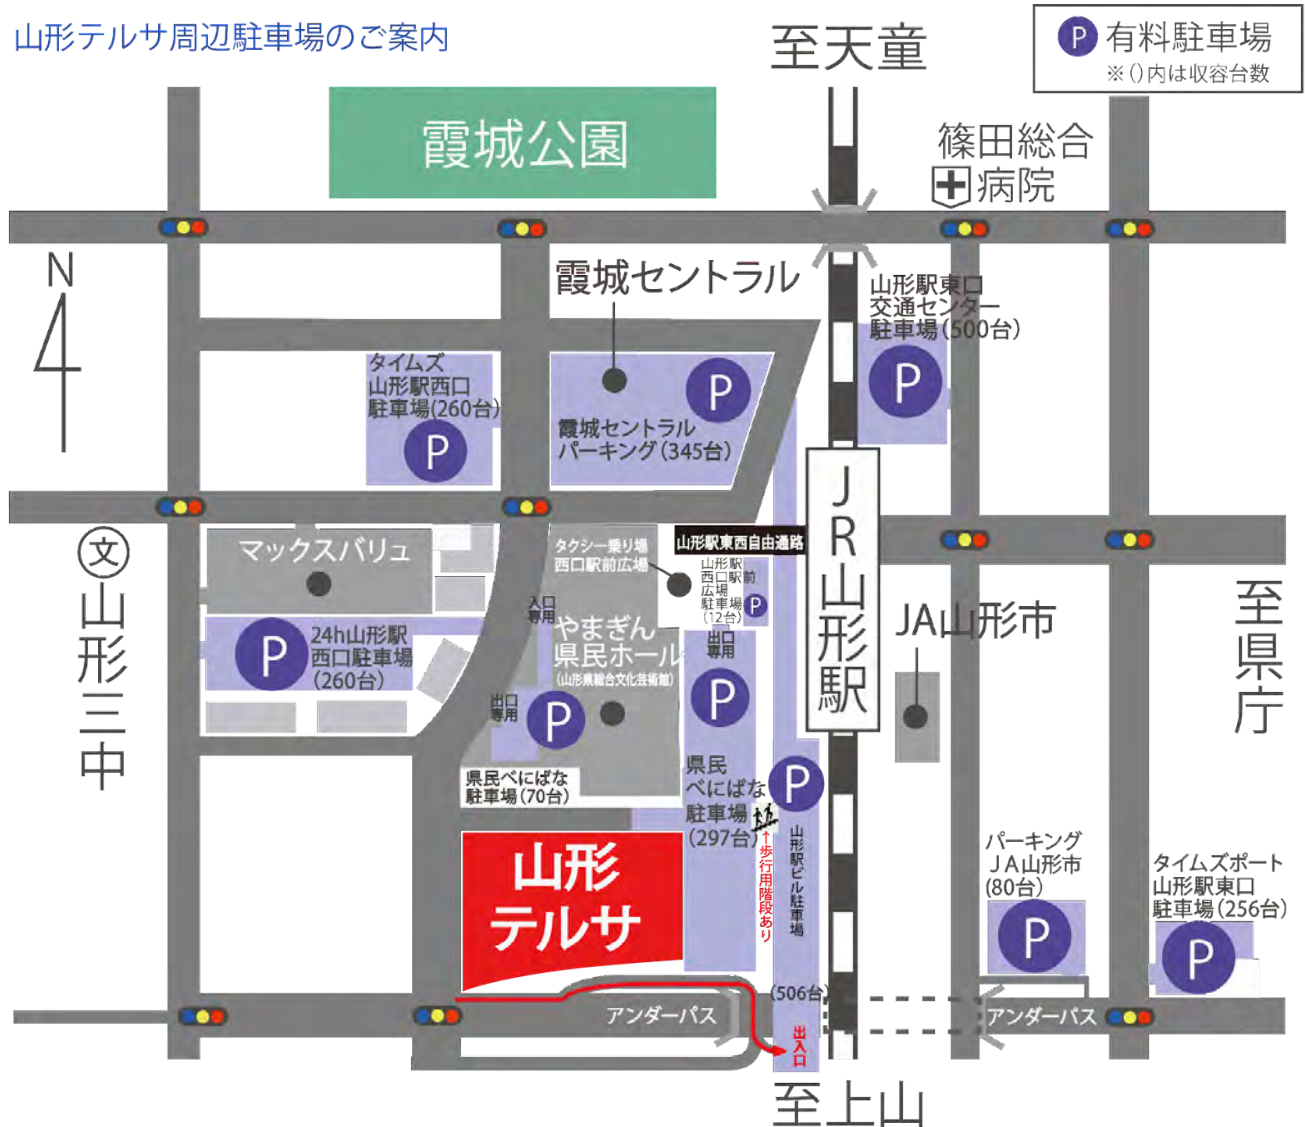 山形テルサ周辺駐車場のご案内
至天童
P 有料駐車場
※()内は収容台数
霞城公園
篠田総合
病院
N
霞城セントラル
山形駅東口
交通センター
駐車場(500台)
P
タイムズ
山形駅西口
駐車場(260台)
P
P
霞城セントラル
パーキング(345台)
JR山形駅
文
山形三中
マックスバリュ
タクシー乗り場
西口駅前広場
山形駅東西自由通路
山形駅
西口駅前
広場
駐車場
(12台)
P
入口
専用
やまぎん
県民ホール
(山形県総合文化芸術館)
出口
専用
P
24h山形駅
西口駐車場
(260台)
出口
専用
P
P
県民べにばな
駐車場(70台)
県民
べにばな
駐車場
(297台)
P
山形駅ビル駐車場
(506台)
↑歩行用階段あり
出入口
JA山形市
至県庁
山形
テルサ
パーキング
JA山形市
(80台)
P
タイムズポート
山形駅東口
駐車場(256台)
P
アンダーパス
アンダーパス
至上山